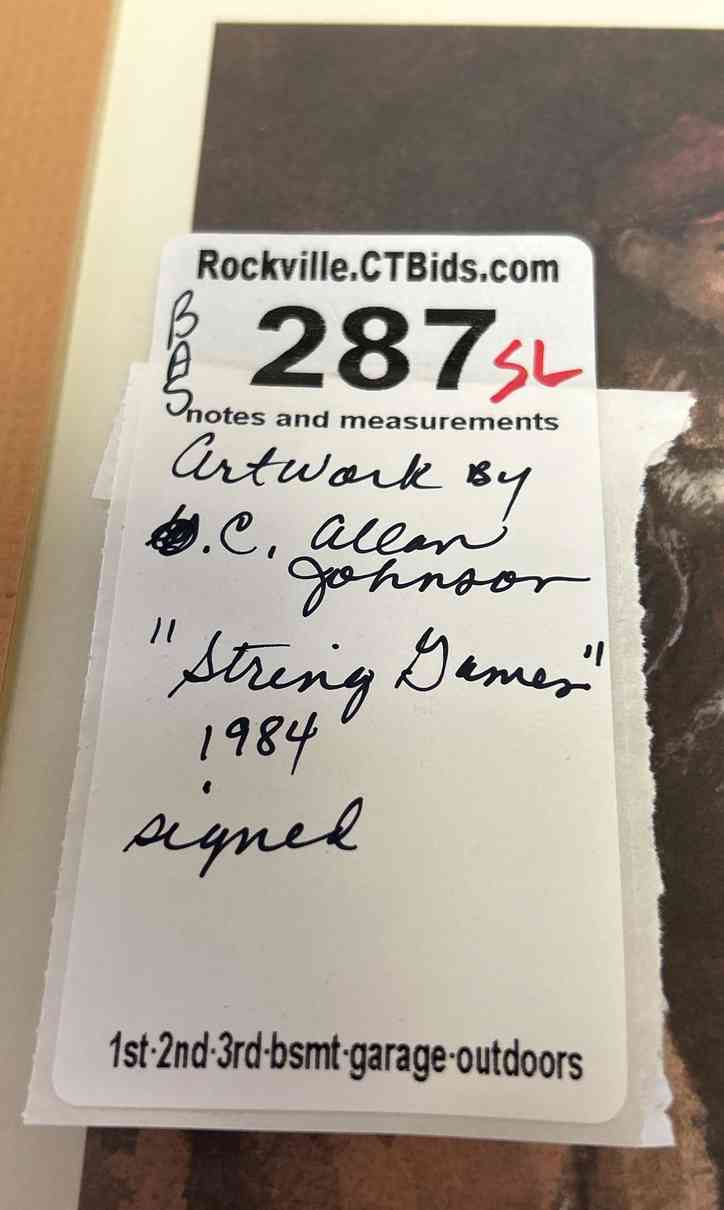 Rockville.CTBids.com
BAS
287 SL
notes and measurements
Artwork By
.C. Allan
Johnson
"String Games"
1984
signed
1st·2nd·3rd·bsmt·garage·outdoors